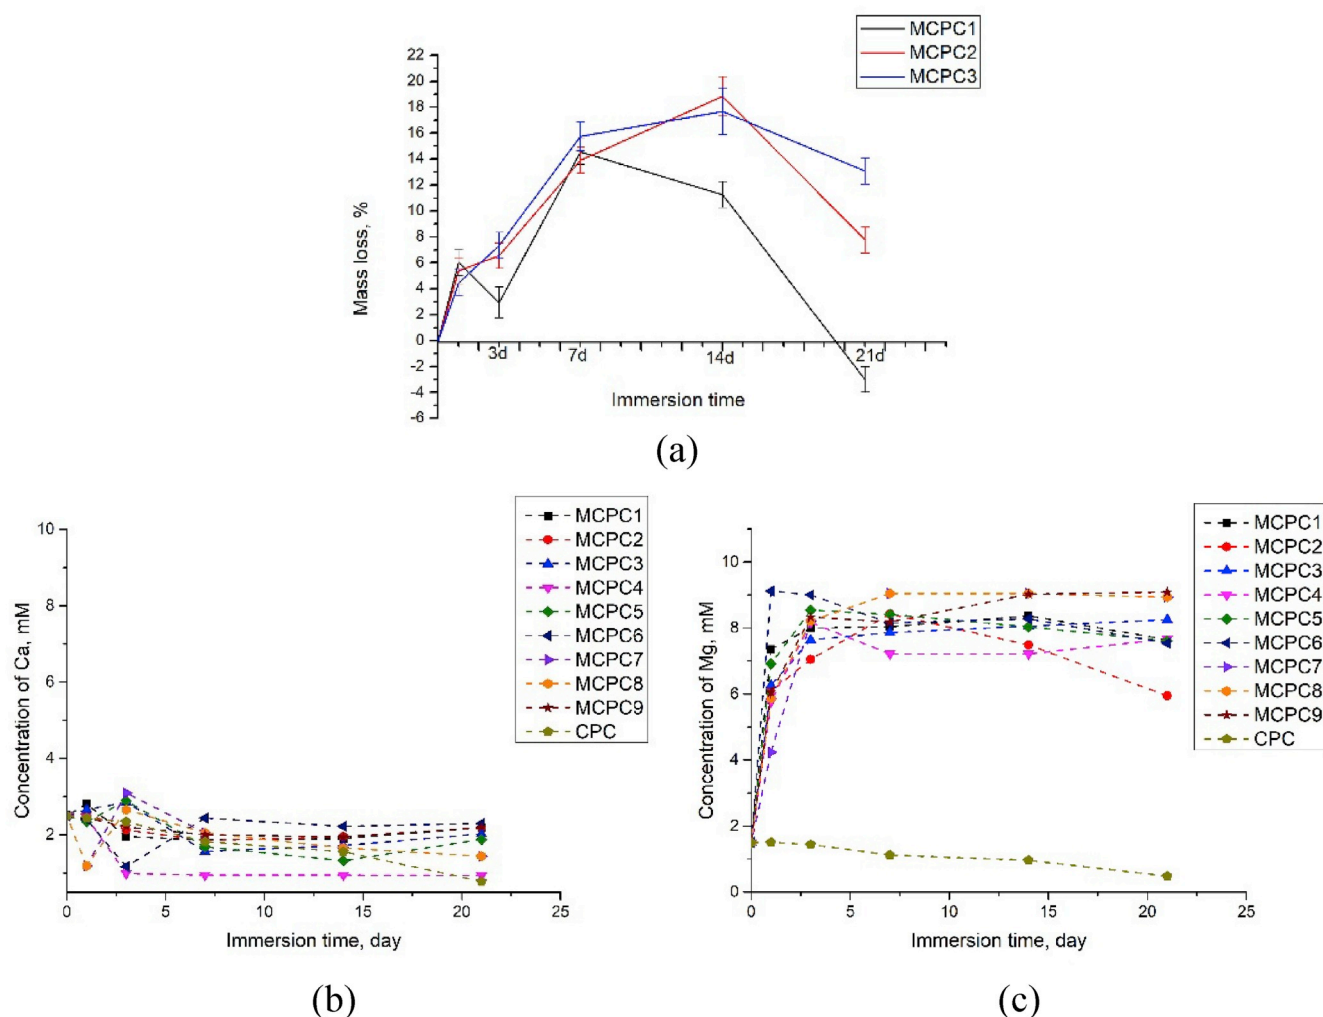 MCPC1
MCPC2
MCPC3
22
20
18
16
14
12
10
8
6
4
2
0
-2
-4
-6
Mass loss, %
3d
7d
14d
21d
Immersion time
(a)
MCPC1
MCPC2
MCPC3
MCPC4
MCPC5
MCPC6
MCPC7
MCPC8
MCPC9
CPC
10
8
6
4
2
Concentration of Ca, mM
0
5
10
15
20
25
Immersion time, day
(b)
MCPC1
MCPC2
MCPC3
MCPC4
MCPC5
MCPC6
MCPC7
MCPC8
MCPC9
CPC
10
8
6
4
2
0
Concentration of Mg, mM
0
5
10
15
20
25
Immersion time, day
(c)